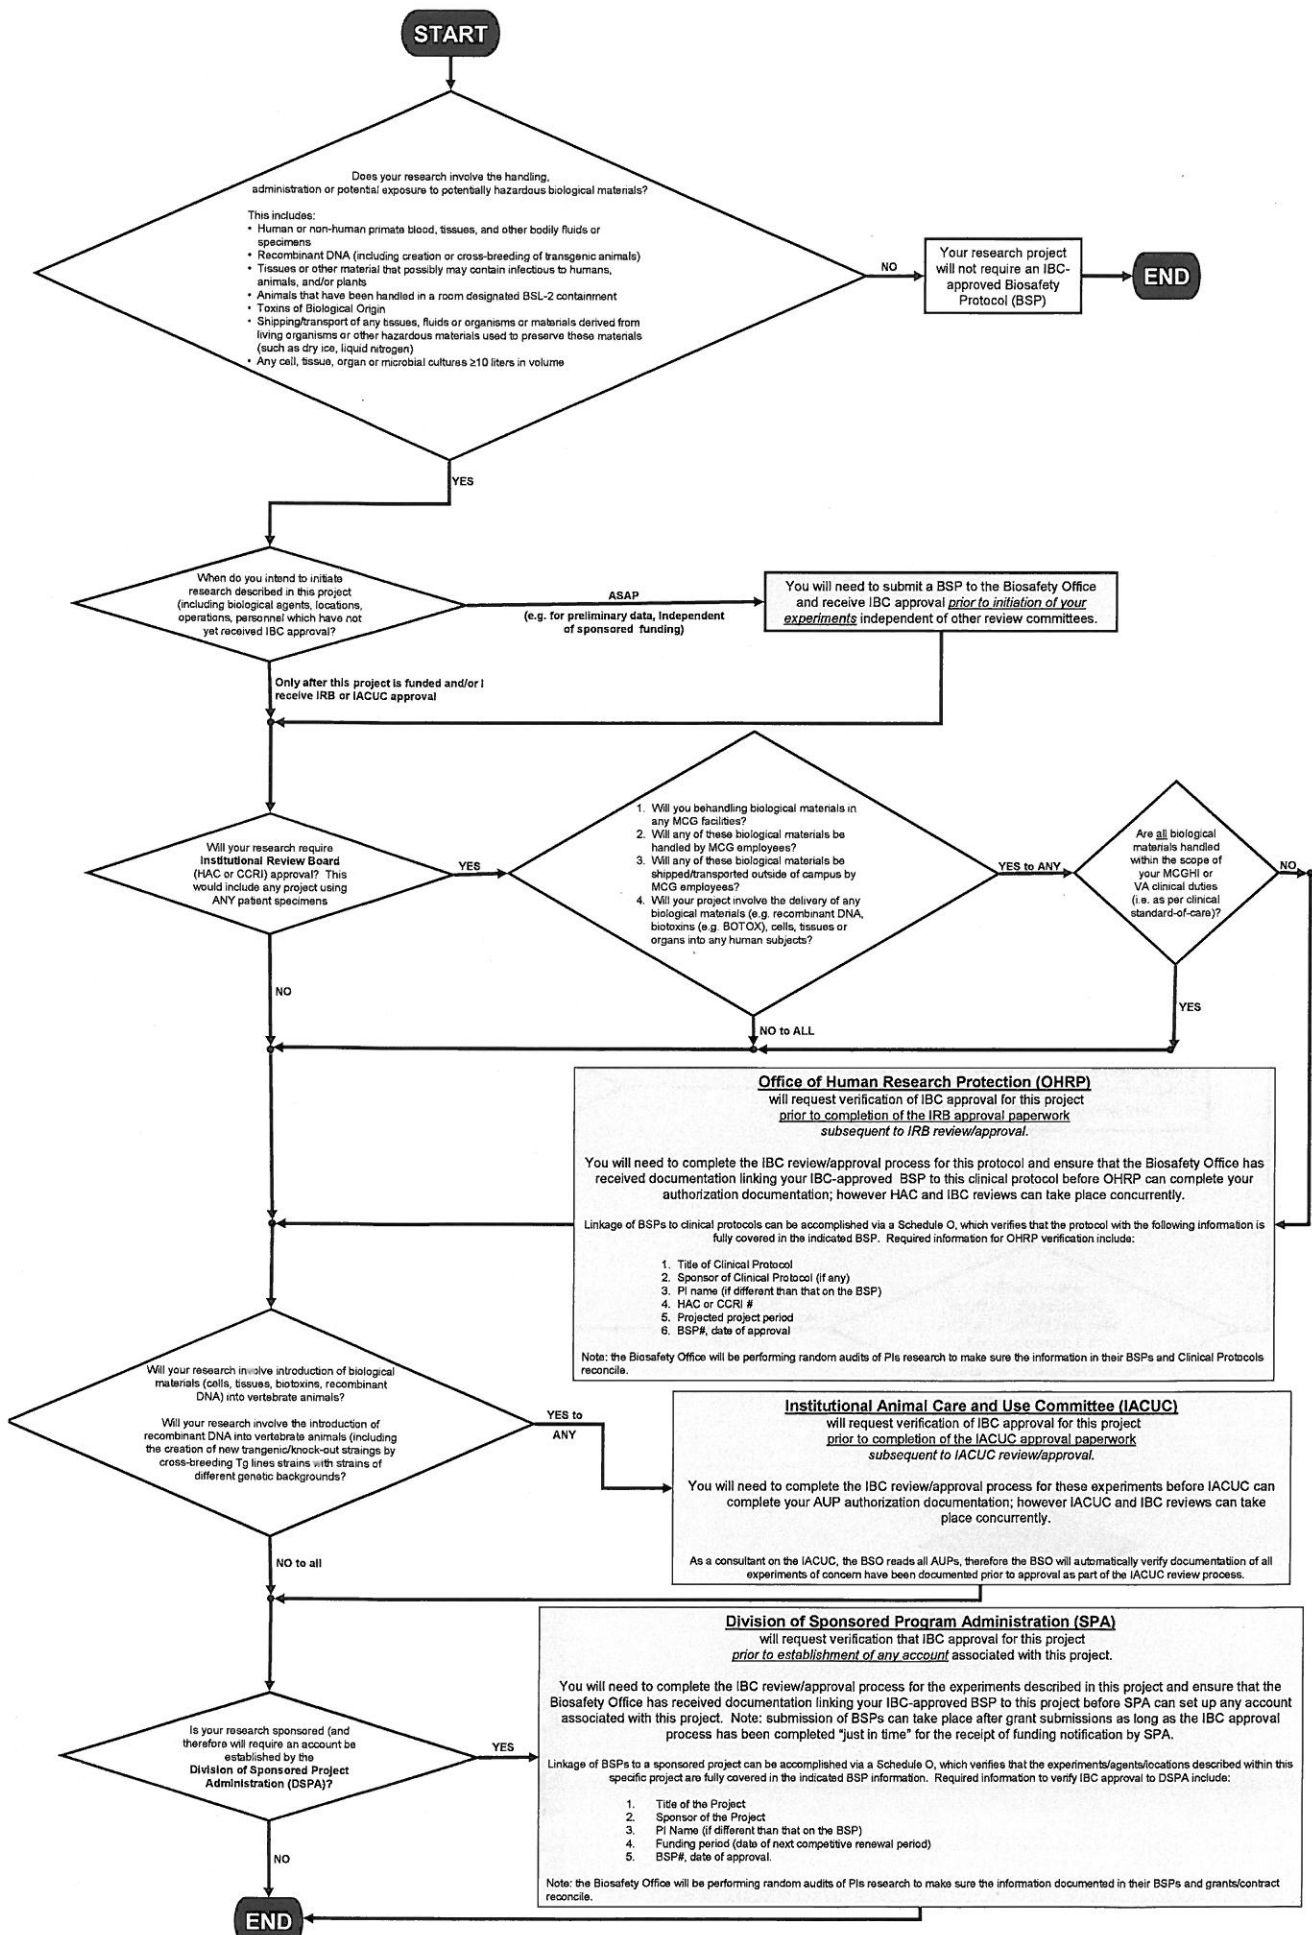 START
Does your research involve the handling,
administration or potential exposure to potentially hazardous biological materials?
This includes:
• Human or non-human primate blood, tissues, and other bodily fluids or
specimens
• Recombinant DNA (including creation or cross-breeding of transgenic animals)
• Tissues or other material that possibly may contain infectious to humans,
animals, and/or plants
• Animals that have been handled in a room designated BSL-2 containment
• Toxins of Biological Origin
• Shipping/transport of any tissues, fluids or organisms or materials derived from
living organisms or other hazardous materials used to preserve these materials
(such as dry ice, liquid nitrogen)
• Any cell, tissue, organ or microbial cultures ≥10 liters in volume
NO
Your research project
will not require an IBC-
approved Biosafety
Protocol (BSP)
END
YES
When do you intend to initiate
research described in this project
(including biological agents, locations,
operations, personnel which have not
yet received IBC approval?
ASAP
(e.g. for preliminary data, Independent
of sponsored funding)
You will need to submit a BSP to the Biosafety Office
and receive IBC approval prior to initiation of your
experiments independent of other review committees.
Only after this project is funded and/or I
receive IRB or IACUC approval
Will your research require
Institutional Review Board
(HAC or CCRI) approval? This
would include any project using
ANY patient specimens
YES
1. Will you behandling biological materials in
any MCG facilities?
2. Will any of these biological materials be
handled by MCG employees?
3. Will any of these biological materials be
shipped/transported outside of campus by
MCG employees?
4. Will your project involve the delivery of any
biological materials (e.g. recombinant DNA,
biotoxins (e.g. BOTOX), cells, tissues or
organs into any human subjects?
YES to ANY
Are all biological
materials handled
within the scope of
your MCGHI or
VA clinical duties
(i.e. as per clinical
standard-of-care)?
NO
NO
NO to ALL
YES
Office of Human Research Protection (OHRP)
will request verification of IBC approval for this project
prior to completion of the IRB approval paperwork
subsequent to IRB review/approval.
You will need to complete the IBC review/approval process for this protocol and ensure that the Biosafety Office has
received documentation linking your IBC-approved BSP to this clinical protocol before OHRP can complete your
authorization documentation; however HAC and IBC reviews can take place concurrently.
Linkage of BSPs to clinical protocols can be accomplished via a Schedule O, which verifies that the protocol with the following information is
fully covered in the indicated BSP. Required information for OHRP verification include:
1. Title of Clinical Protocol
2. Sponsor of Clinical Protocol (if any)
3. PI name (if different than that on the BSP)
4. HAC or CCRI #
5. Projected project period
6. BSP#, date of approval
Note: the Biosafety Office will be performing random audits of PIs research to make sure the information in their BSPs and Clinical Protocols
reconcile.
Will your research involve introduction of biological
materials (cells, tissues, biotoxins, recombinant
DNA) into vertebrate animals?
Will your research involve the introduction of
recombinant DNA into vertebrate animals (including
the creation of new trangenic/knock-out straings by
cross-breeding Tg lines strains with strains of
different genetic backgrounds?
YES to
ANY
Institutional Animal Care and Use Committee (IACUC)
will request verification of IBC approval for this project
prior to completion of the IACUC approval paperwork
subsequent to IACUC review/approval.
You will need to complete the IBC review/approval process for these experiments before IACUC can
complete your AUP authorization documentation; however IACUC and IBC reviews can take
place concurrently.
As a consultant on the IACUC, the BSO reads all AUPs, therefore the BSO will automatically verify documentation of all
experiments of concern have been documented prior to approval as part of the IACUC review process.
NO to all
Division of Sponsored Program Administration (SPA)
will request verification that IBC approval for this project
prior to establishment of any account associated with this project.
You will need to complete the IBC review/approval process for the experiments described in this project and ensure that the
Biosafety Office has received documentation linking your IBC-approved BSP to this project before SPA can set up any account
associated with this project. Note: submission of BSPs can take place after grant submissions as long as the IBC approval
process has been completed "just in time" for the receipt of funding notification by SPA.
Linkage of BSPs to a sponsored project can be accomplished via a Schedule O, which verifies that the experiments/agents/locations described within this
specific project are fully covered in the indicated BSP information. Required information to verify IBC approval to DSPA include:
1. Title of the Project
2. Sponsor of the Project
3. PI Name (if different than that on the BSP)
4. Funding period (date of next competitive renewal period)
5. BSP#, date of approval.
Note: the Biosafety Office will be performing random audits of PIs research to make sure the information documented in their BSPs and grants/contract
reconcile.
Is your research sponsored (and
therefore will require an account be
established by the
Division of Sponsored Project
Administration (DSPA)?
YES
NO
END